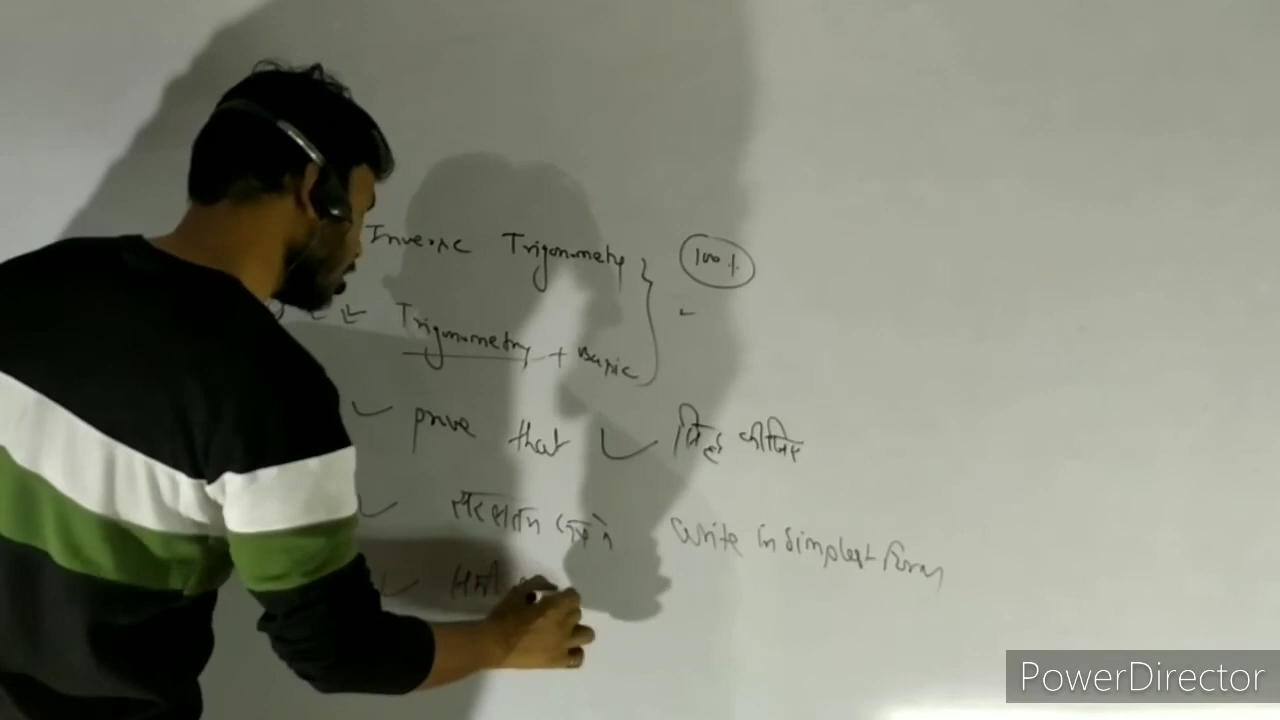 Inverse Trigonometry 100%
Trigonometry + Basic
prove that सिद्ध कीजिए
सरलतम write in simplest form
PowerDirector